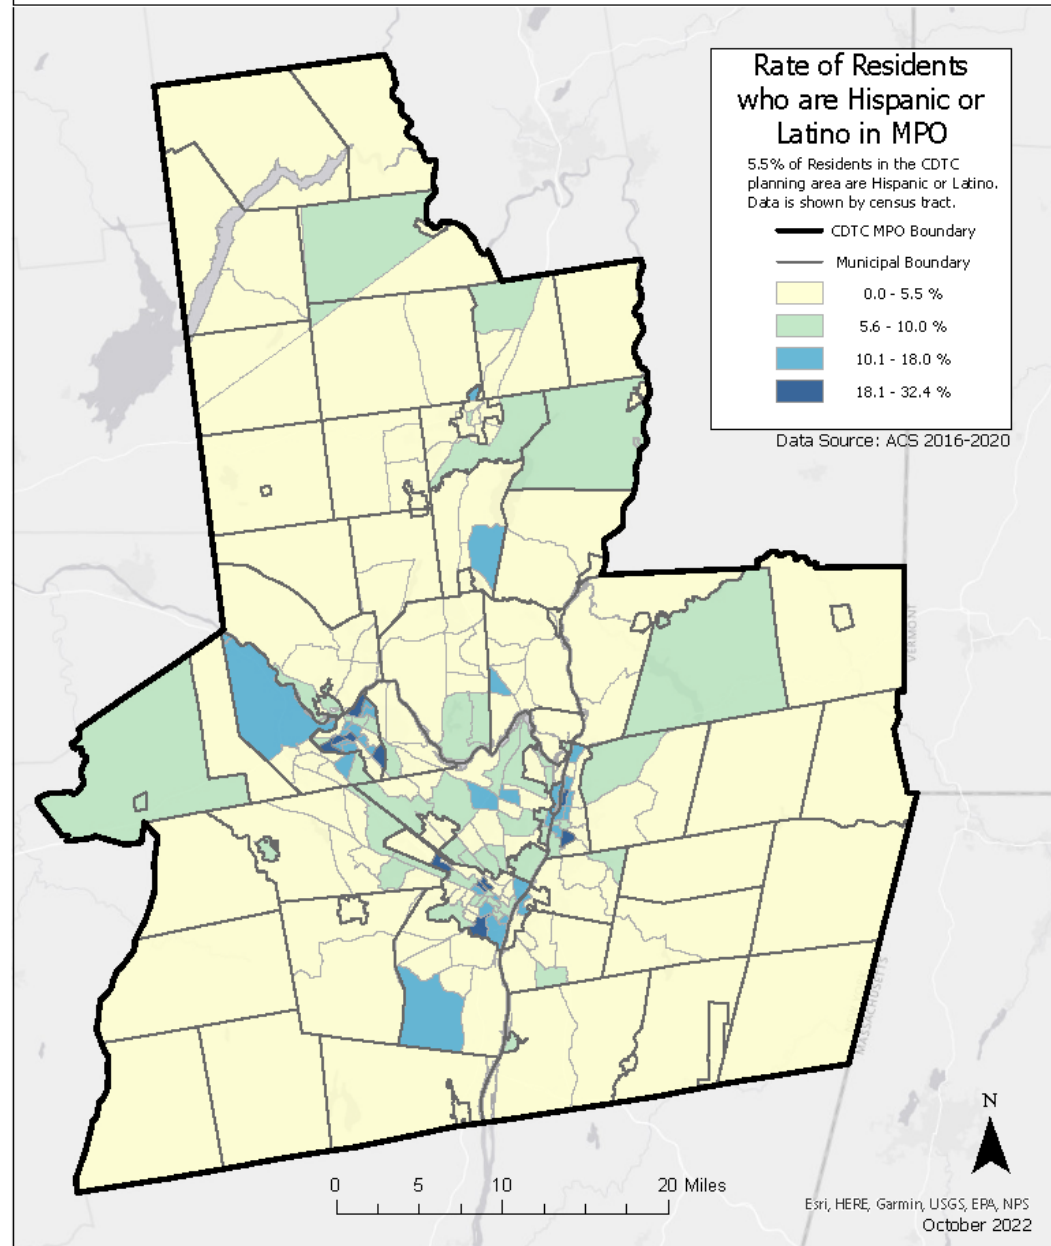 Rate of Residents
who are Hispanic or
Latino in MPO
5.5% of Residents in the CDTC
planning area are Hispanic or Latino.
Data is shown by census tract.
CDTC MPO Boundary
Municipal Boundary
0.0 - 5.5 %
5.6 - 10.0 %
10.1 - 18.0 %
18.1 - 32.4 %
Data Source: ACS 2016-2020
VERMONT
MASSACHUSETTS
N
0 5 10 20 Miles
Esri, HERE, Garmin, USGS, EPA, NPS
October 2022